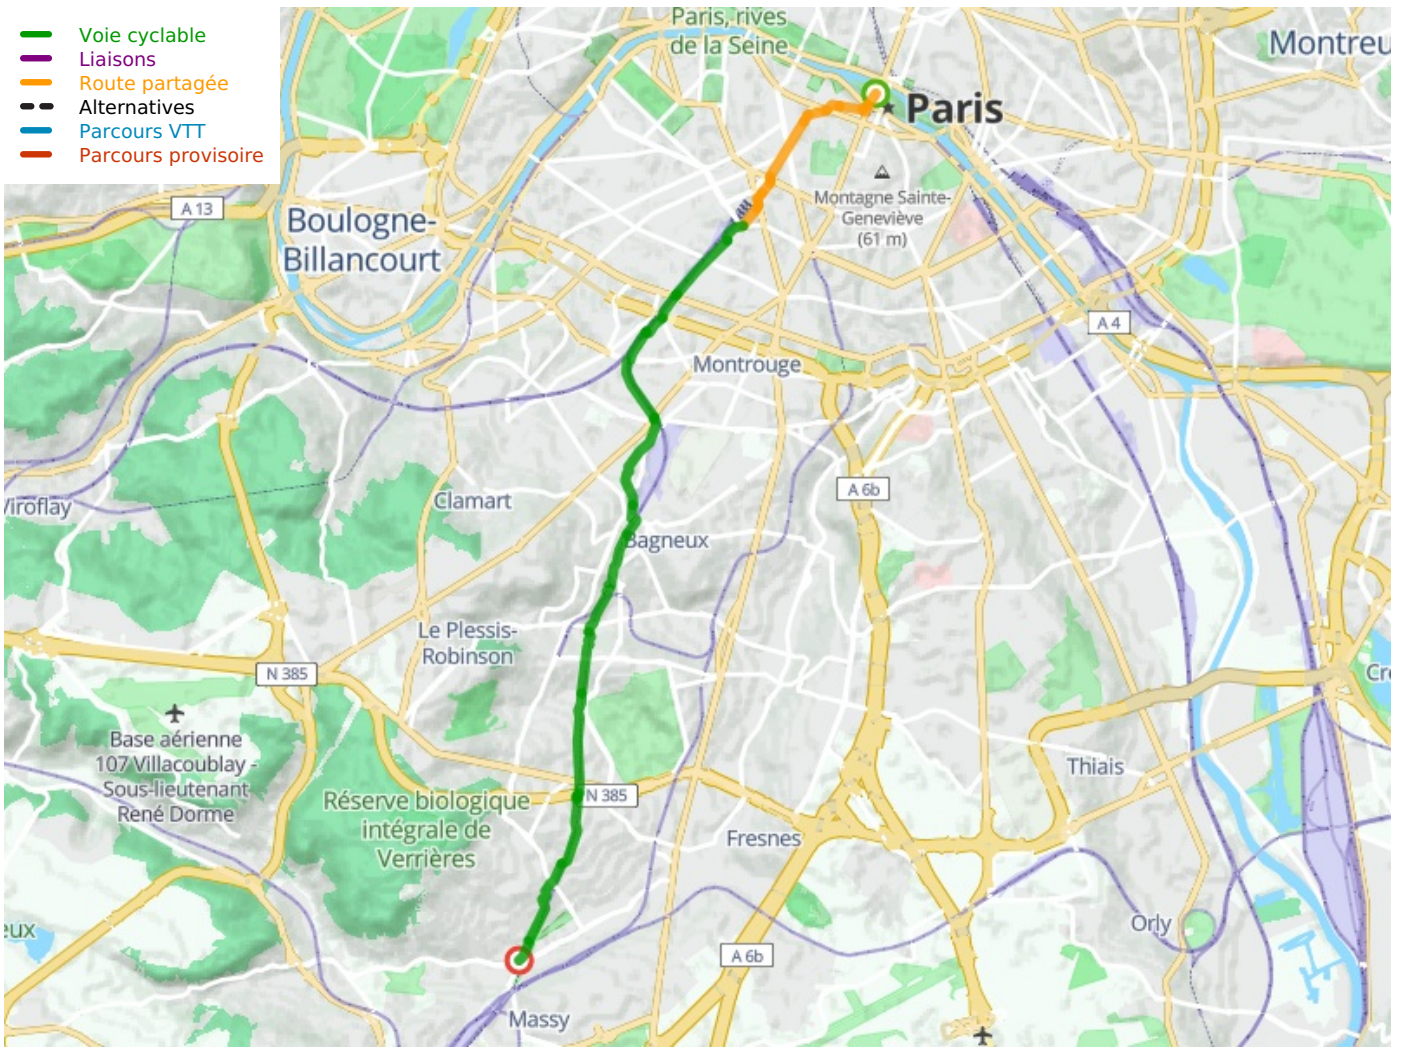 Voie cyclable
Liaisons
Route partagée
Alternatives
Parcours VTT
Parcours provisoire
Paris, rives
de la Seine
Montreu
Paris
A 13
Montagne Sainte-
Geneviève
(61 m)
Boulogne-
Billancourt
A 4
Montrouge
A 6b
Viroflay
Clamart
Bagneux
Le Plessis-
Robinson
N 385
Cré
Base aérienne
107 Villacoublay -
Sous-lieutenant
René Dorme
Thiais
N 385
Réserve biologique
intégrale de
Verrières
Fresnes
eux
Orly
A 6b
Massy